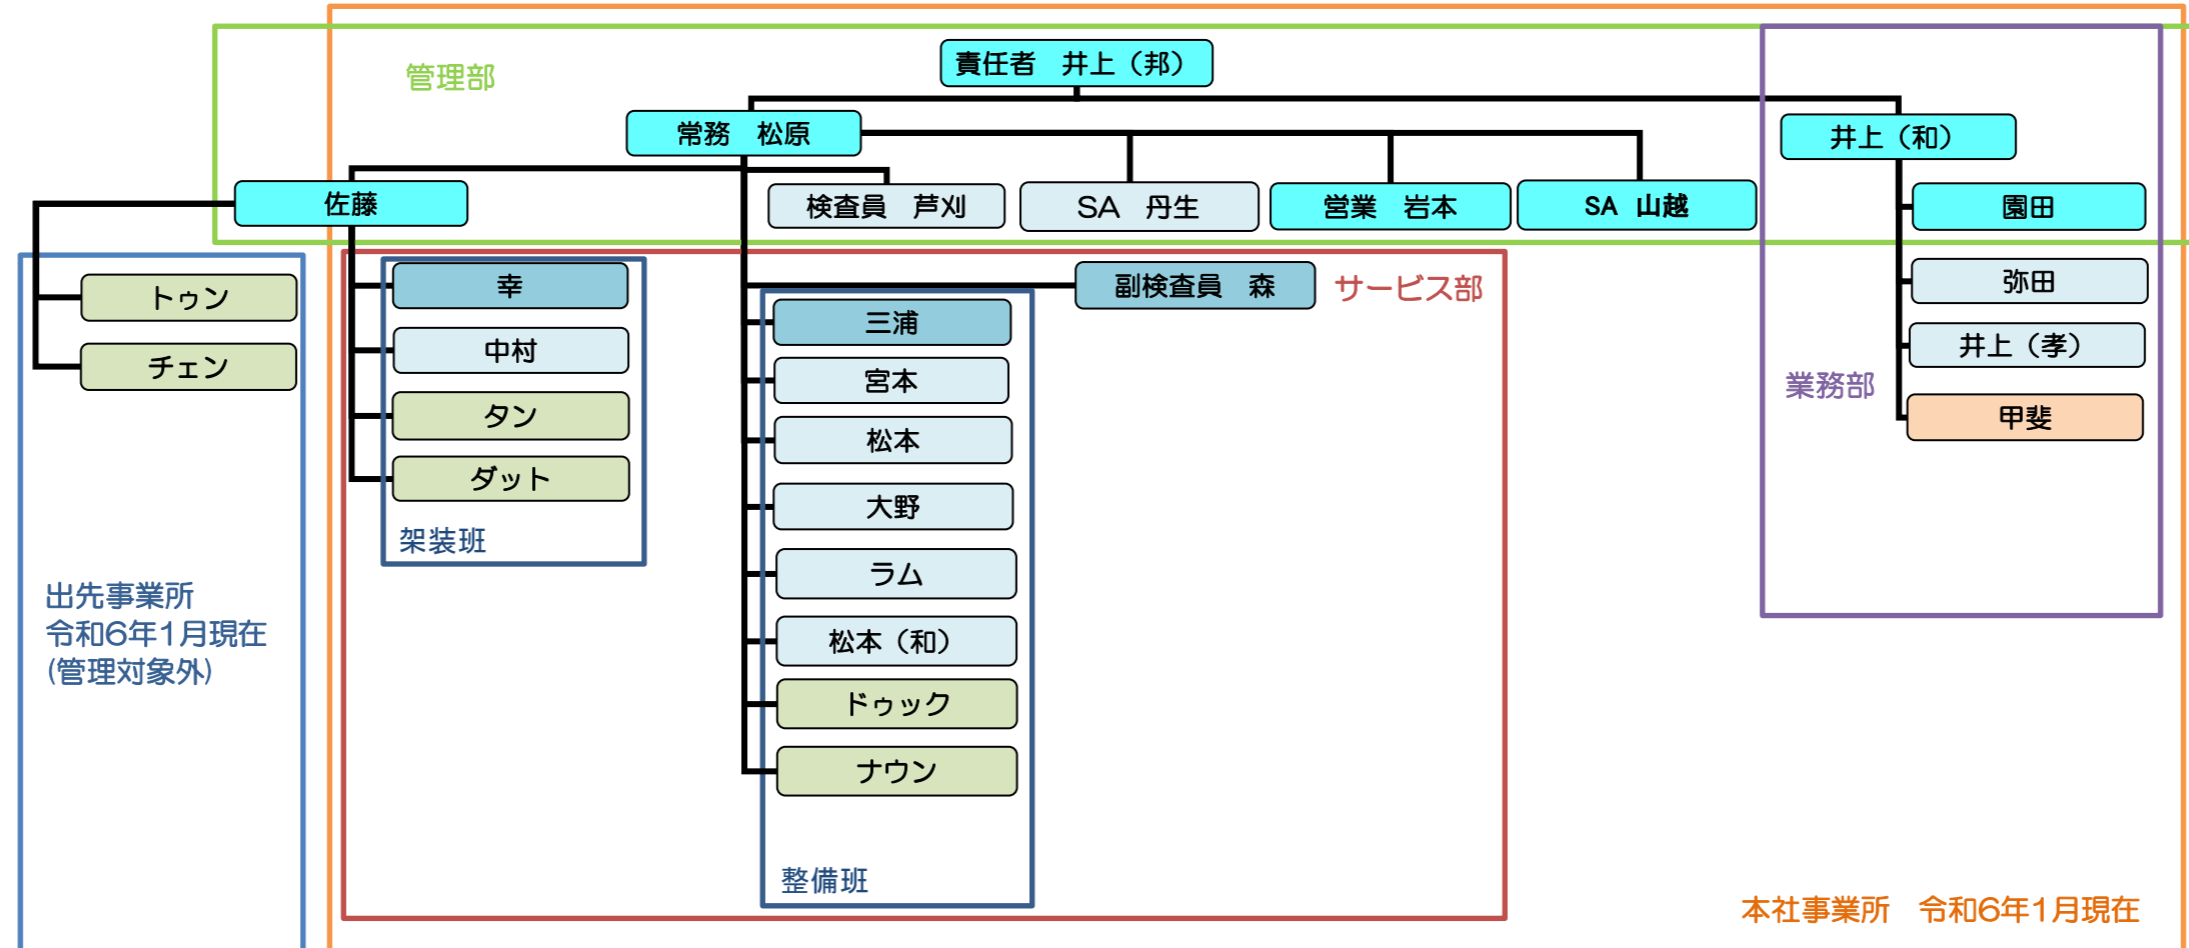 管理部
責任者　井上（邦）
常務　松原
井上（和）
佐藤
検査員　芦刈
SA　丹生
営業　岩本
SA　山越
園田
トゥン
チェン
幸
中村
タン
ダット
架装班
副検査員　森
サービス部
三浦
宮本
松本
大野
ラム
松本（和）
ドゥック
ナウン
整備班
弥田
井上（孝）
甲斐
業務部
出先事業所
令和6年1月現在
(管理対象外)
本社事業所　令和6年1月現在